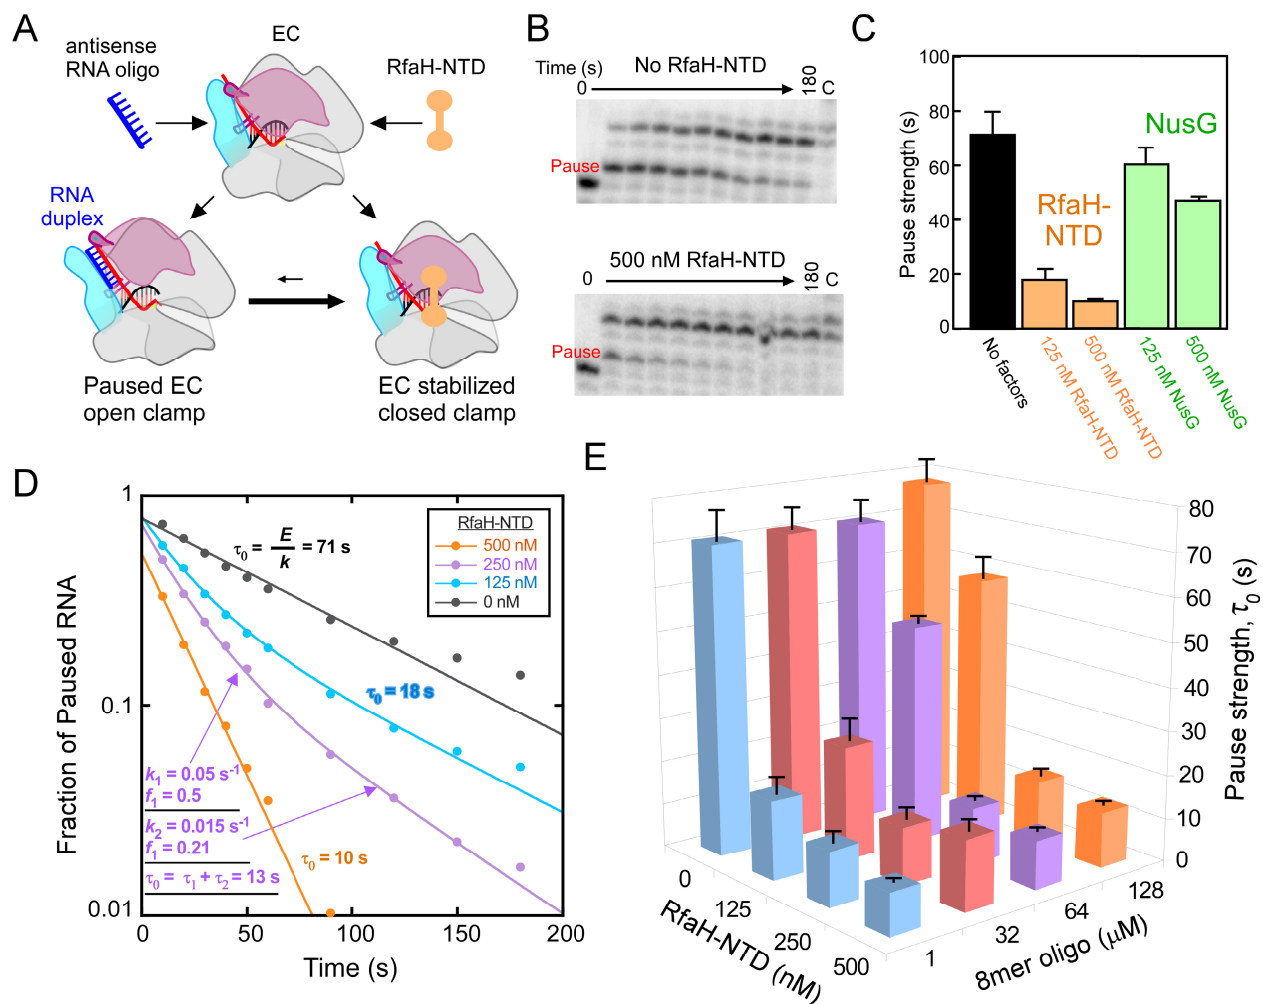 A
antisense
RNA oligo
EC
RfaH-NTD
RNA
duplex
Paused EC
open clamp
EC stabilized
closed clamp
B
Time (s)
No RfaH-NTD
0
180
C
Pause
500 nM RfaH-NTD
0
180
C
Pause
C
Pause strength (s)
100
80
60
40
20
0
NusG
RfaH-
NTD
No factors
125 nM RfaH-NTD
500 nM RfaH-NTD
125 nM NusG
500 nM NusG
D
Fraction of Paused RNA
1
0.1
0.01
0
50
100
150
200
Time (s)
τ0 = E/k = 71 s
RfaH-NTD
500 nM
250 nM
125 nM
0 nM
τ0 = 18 s
k1 = 0.05 s-1
f1 = 0.5
k2 = 0.015 s-1
f1 = 0.21
τ0 = τ1 + τ2 = 13 s
τ0 = 10 s
E
80
70
60
50
40
30
20
10
0
Pause strength, τ0 (s)
0
125
250
500
RfaH-NTD (nM)
1
32
64
128
8mer oligo (μM)